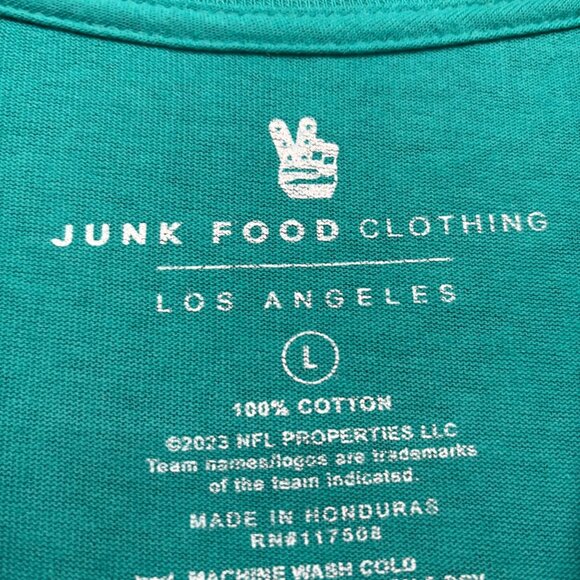 JUNK FOOD CLOTHING
LOS ANGELES
L
100% COTTON
©2023 NFL PROPERTIES LLC
Team names/logos are trademarks
of the team indicated.
MADE IN HONDURAS
RN#117508
MACHINE WASH COLD